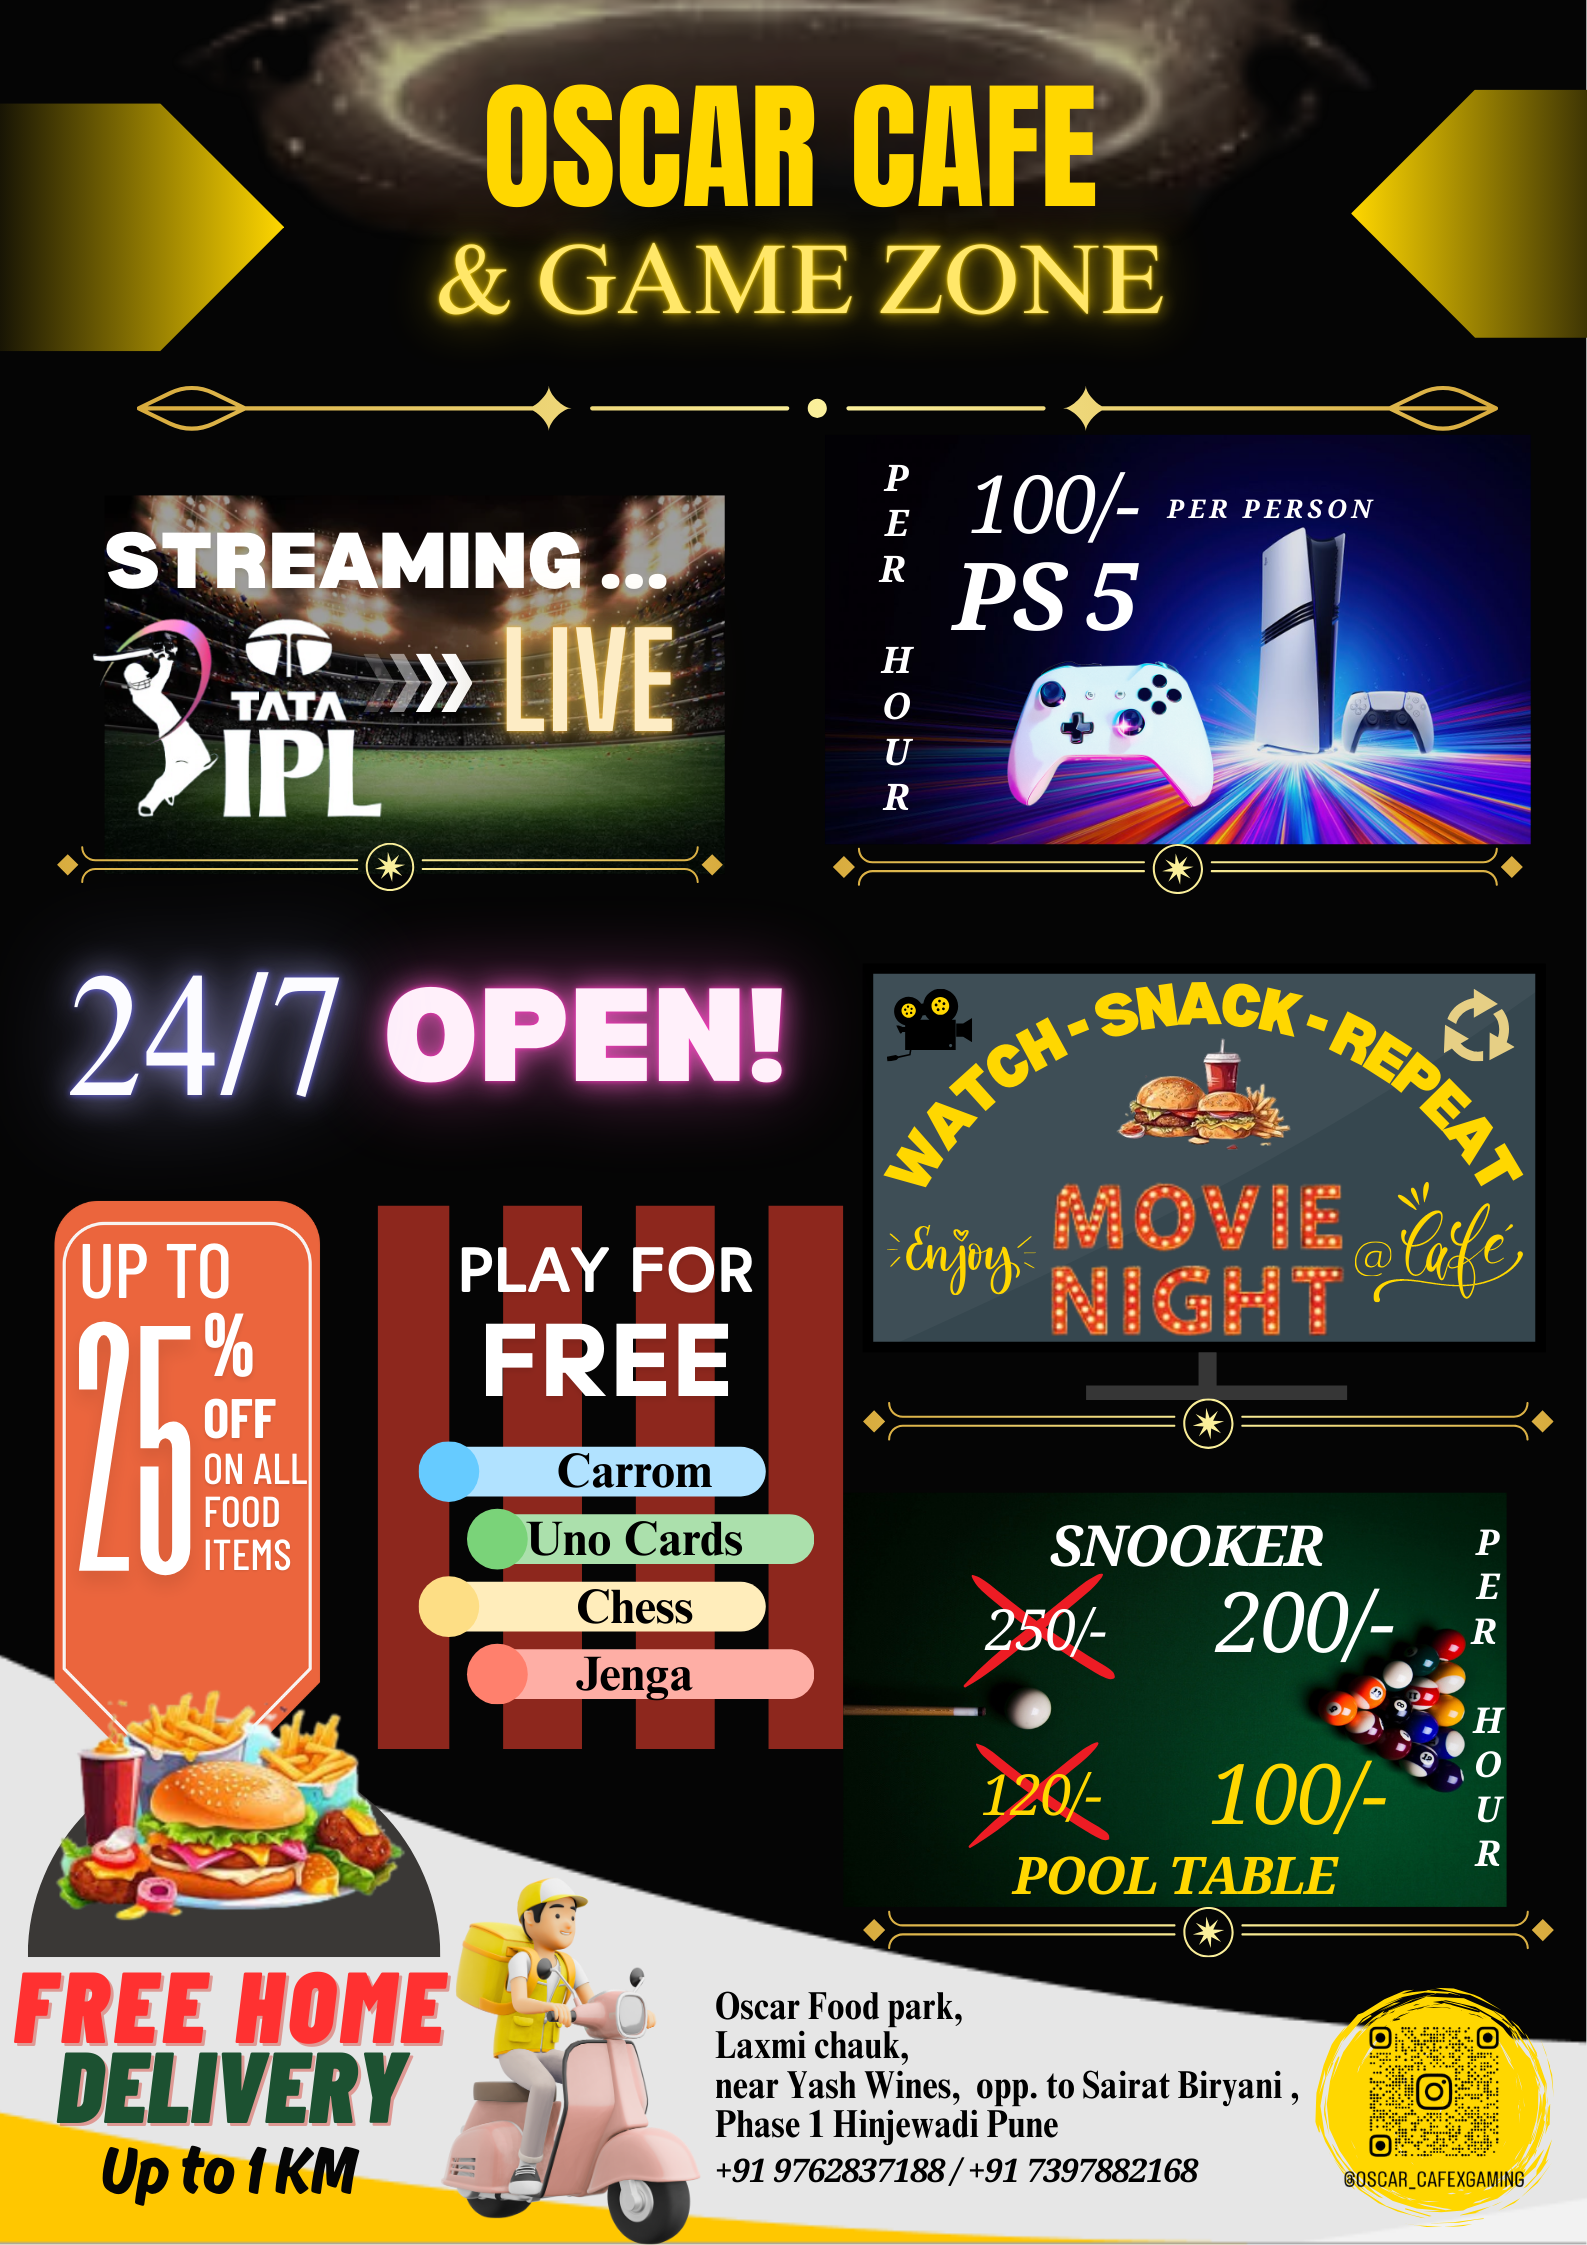 OSCAR CAFE
& GAME ZONE
STREAMING ...
TATA
IPL
LIVE
PER HOUR
100/- PER PERSON
PS 5
24/7 OPEN!
WATCH - SNACK - REPEAT
Enjoy
MOVIE
NIGHT
@ Café
UP TO
25%
OFF
ON ALL
FOOD
ITEMS
PLAY FOR
FREE
Carrom
Uno Cards
Chess
Jenga
SNOOKER
250/- 200/-
120/- 100/-
POOL TABLE
PER HOUR
FREE HOME
DELIVERY
Up to 1 KM
Oscar Food park,
Laxmi chauk,
near Yash Wines, opp. to Sairat Biryani ,
Phase 1 Hinjewadi Pune
+91 9762837188 / +91 7397882168
@OSCAR_CAFEXGAMING